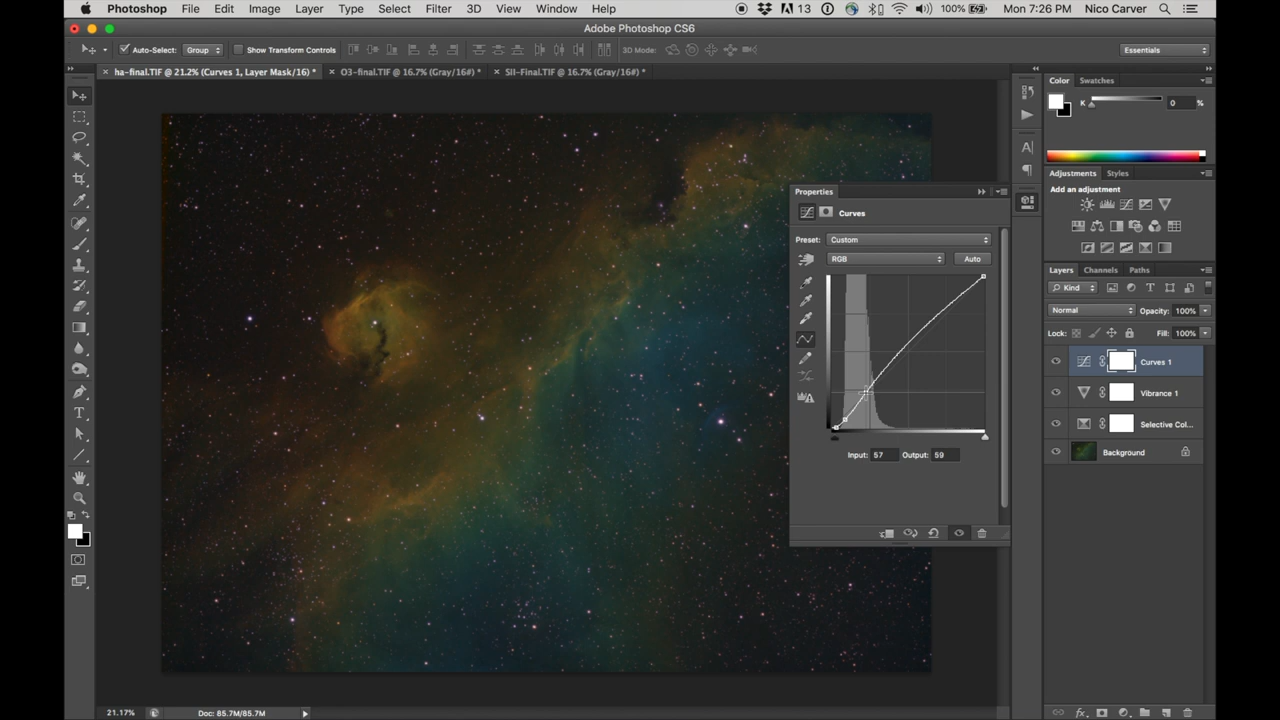 Photoshop File Edit Image Layer Type Select Filter 3D View Window Help 13 100% Mon 7:26 PM Nico Carver
Adobe Photoshop CS6
Auto-Select: Group Show Transform Controls 3D Mode: Essentials
× ha-final.TIF @ 21.2% (Curves 1, Layer Mask/16) * × O3-final.TIF @ 16.7% (Gray/16#) * × SII-Final.TIF @ 16.7% (Gray/16#) *
Color Swatches
K 0 %
Adjustments Styles
Add an adjustment
Properties
Curves
Preset: Custom
RGB Auto
Input: 57 Output: 59
Layers Channels Paths
Kind
Normal Opacity: 100%
Lock: Fill: 100%
Curves 1
Vibrance 1
Selective Col...
Background
21.17% Doc: 85.7M/85.7M